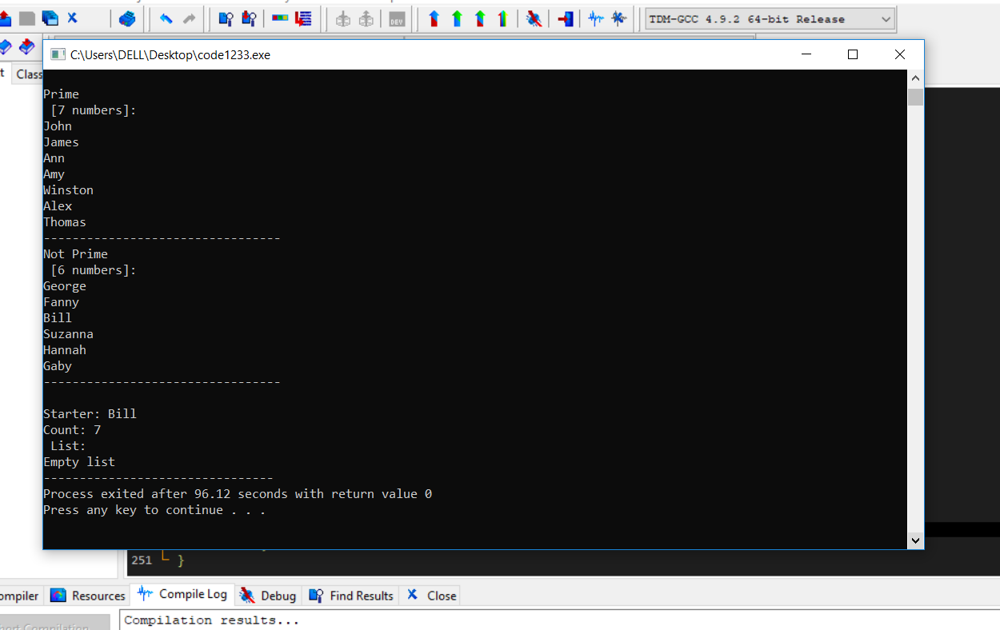 DEV
TDM-GCC 4.9.2 64-bit Release
C:\Users\DELL\Desktop\code1233.exe
t Class
Prime
[7 numbers]:
John
James
Ann
Amy
Winston
Alex
Thomas
---------------------------------
Not Prime
[6 numbers]:
George
Fanny
Bill
Suzanna
Hannah
Gaby
---------------------------------
Starter: Bill
Count: 7
List:
Empty list
--------------------------------
Process exited after 96.12 seconds with return value 0
Press any key to continue . . .
251 }
ompiler Resources Compile Log Debug Find Results Close
Compilation results...